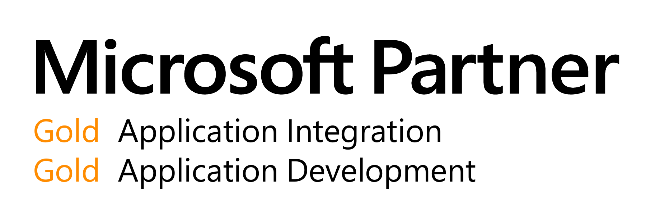 Microsoft Partner
Gold Application Integration
Gold Application Development